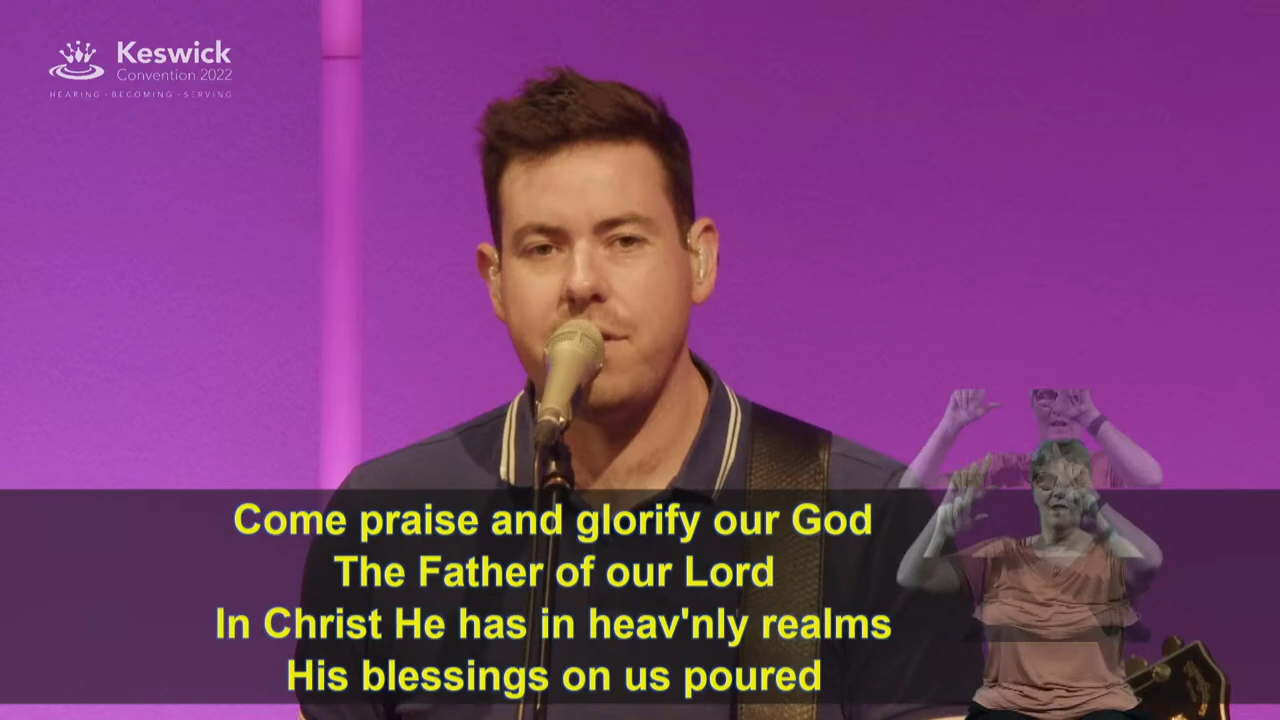 Keswick
Convention 2022
HEARING · BECOMING · SERVING
Come praise and glorify our God
The Father of our Lord
In Christ He has in heav'nly realms
His blessings on us poured